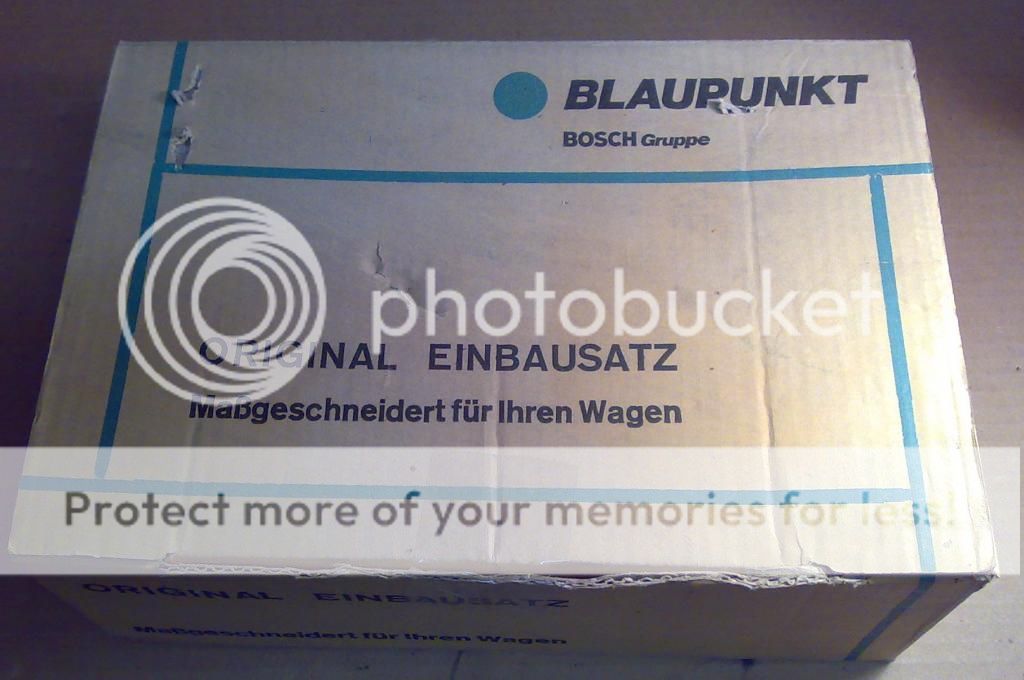 BLAUPUNKT
BOSCH Gruppe
photobucket
ORIGINAL EINBAUSATZ
Maßgeschneidert für Ihren Wagen
Protect more of your memories for less!
ORIGINAL EINBAUSATZ
Maßgeschneidert für Ihren Wagen